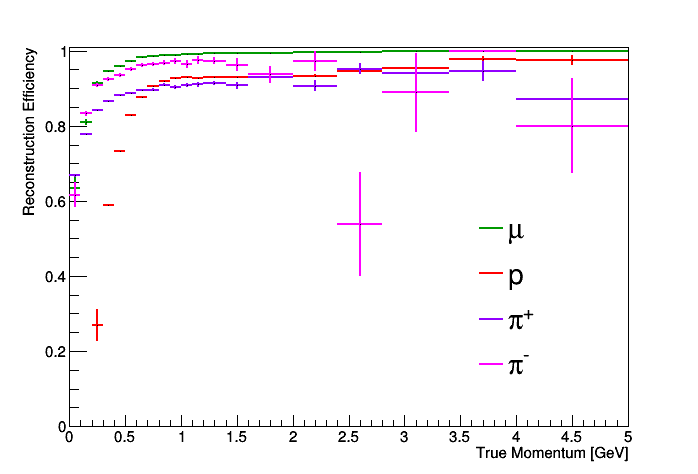 Reconstruction Efficiency
1
0.8
0.6
0.4
0.2
0
0 0.5 1 1.5 2 2.5 3 3.5 4 4.5 5
True Momentum [GeV]
μ
p
π+
π-